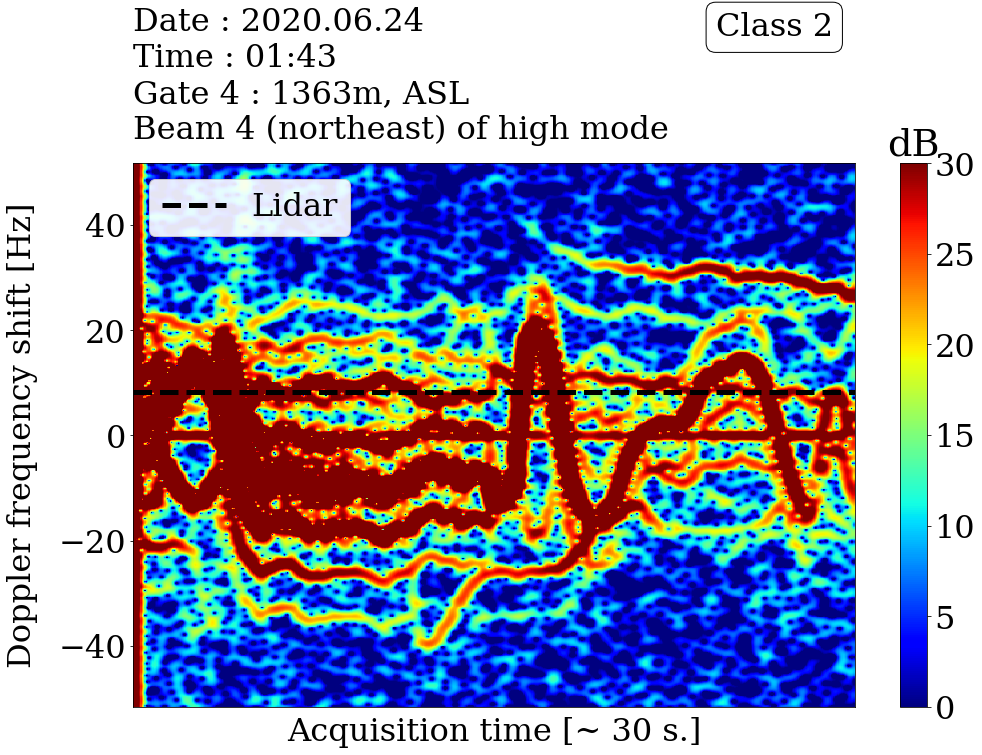 Date : 2020.06.24
Time : 01:43
Gate 4 : 1363m, ASL
Beam 4 (northeast) of high mode
Class 2
dB
Lidar
Doppler frequency shift [Hz]
40
20
0
−20
−40
30
25
20
15
10
5
0
Acquisition time [~ 30 s.]